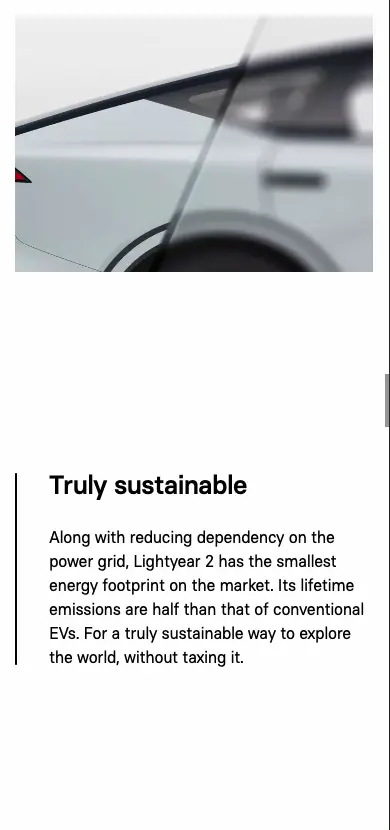 Truly sustainable
Along with reducing dependency on the
power grid, Lightyear 2 has the smallest
energy footprint on the market. Its lifetime
emissions are half than that of conventional
EVs. For a truly sustainable way to explore
the world, without taxing it.